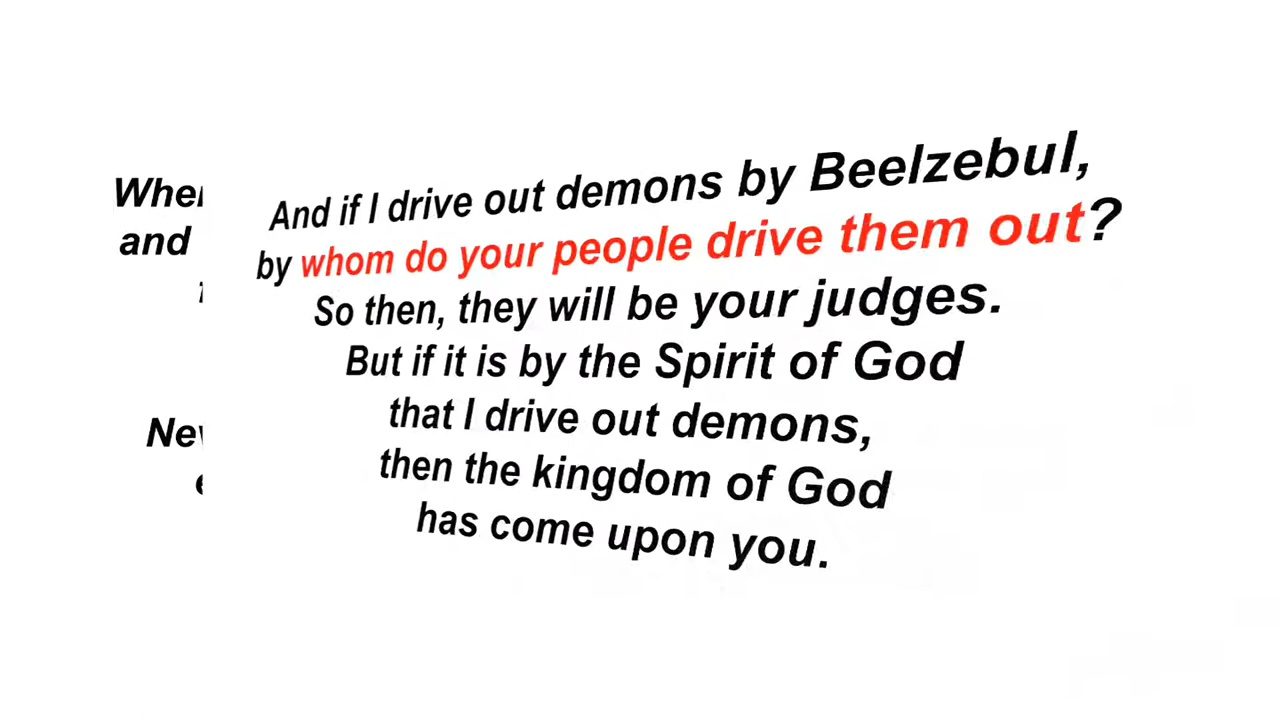 and
And if I drive out demons by Beelzebul,
by whom do your people drive them out?
So then, they will be your judges.
But if it is by the Spirit of God
that I drive out demons,
then the kingdom of God
has come upon you.